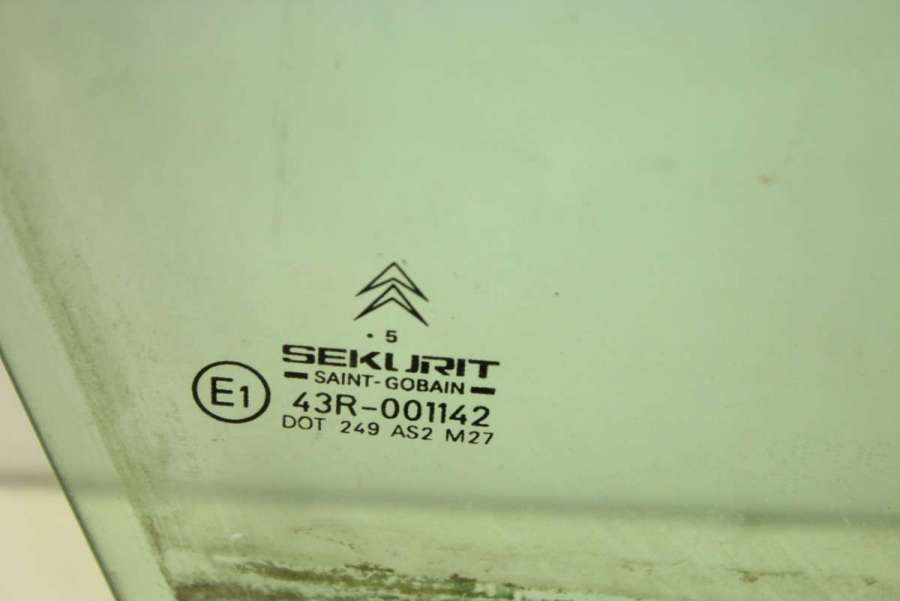 . 5
SEKURIT
SAINT-GOBAIN
E1
43R-001142
DOT 249 AS2 M27